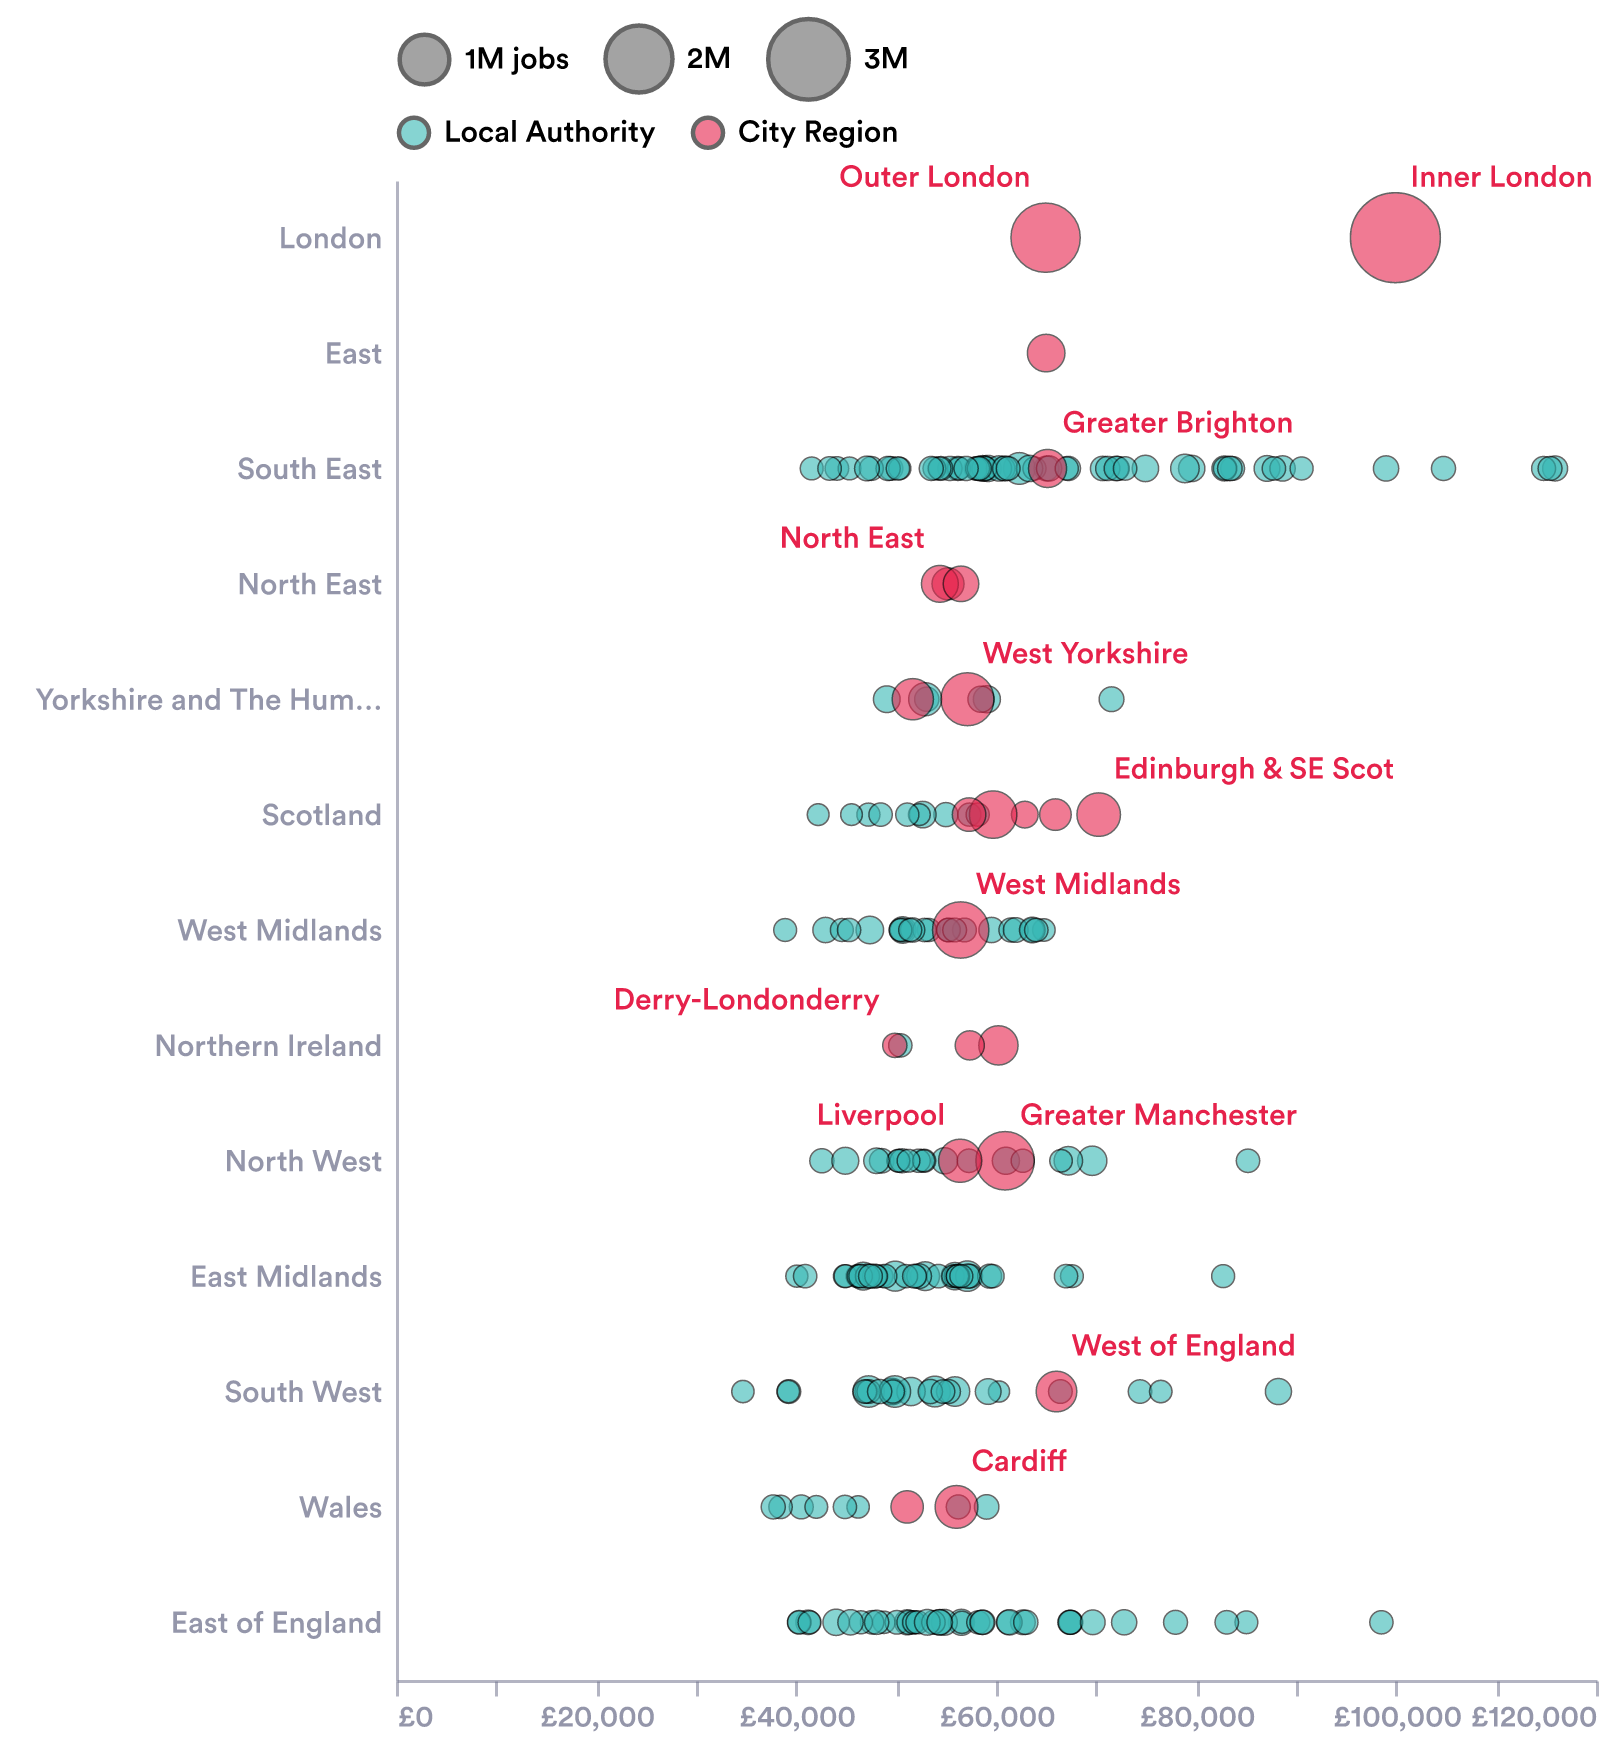 1M jobs 2M 3M
Local Authority City Region
Outer London Inner London
London
East
Greater Brighton
South East
North East
North East
West Yorkshire
Yorkshire and The Hum...
Edinburgh & SE Scot
Scotland
West Midlands
West Midlands
Derry-Londonderry
Northern Ireland
Liverpool Greater Manchester
North West
East Midlands
West of England
South West
Cardiff
Wales
East of England
£0 £20,000 £40,000 £60,000 £80,000 £100,000 £120,000